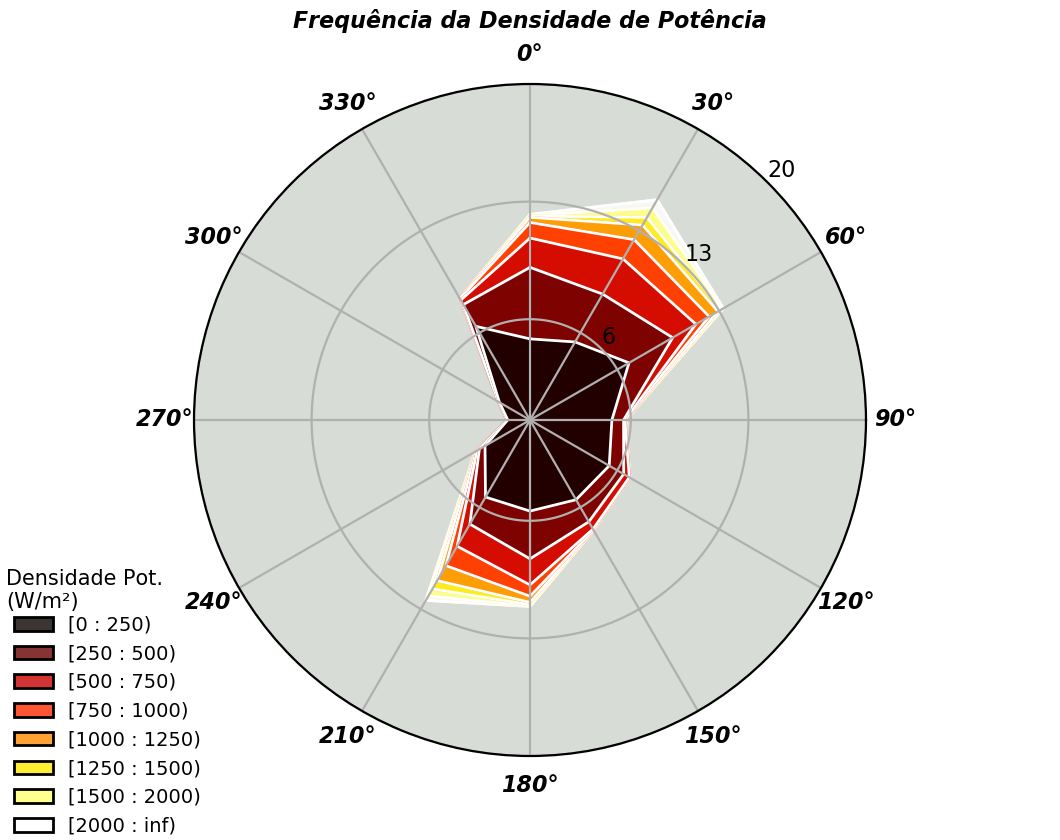 Frequência da Densidade de Potência
0°
330°
30°
20
300°
60°
13
6
270°
90°
240°
120°
210°
150°
180°
Densidade Pot.
(W/m²)
[0 : 250)
[250 : 500)
[500 : 750)
[750 : 1000)
[1000 : 1250)
[1250 : 1500)
[1500 : 2000)
[2000 : inf)